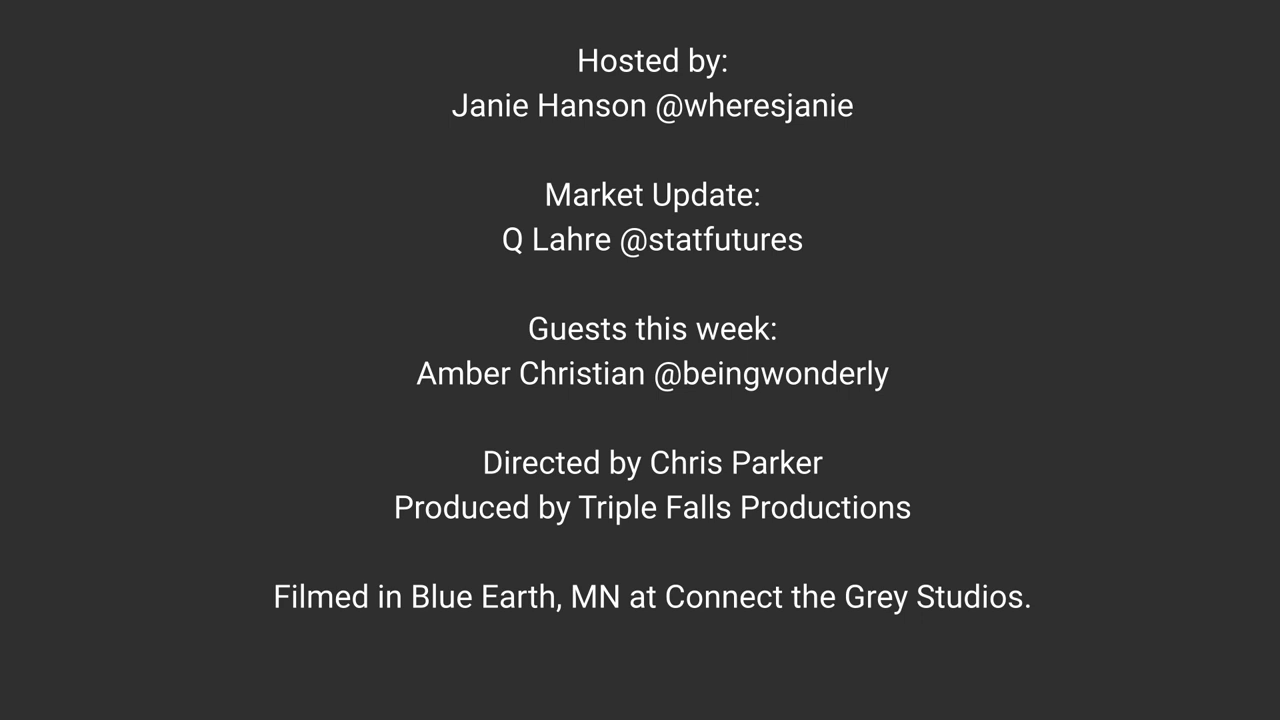 Hosted by:
Janie Hanson @wheresjanie
Market Update:
Q Lahre @statfutures
Guests this week:
Amber Christian @beingwonderly
Directed by Chris Parker
Produced by Triple Falls Productions
Filmed in Blue Earth, MN at Connect the Grey Studios.